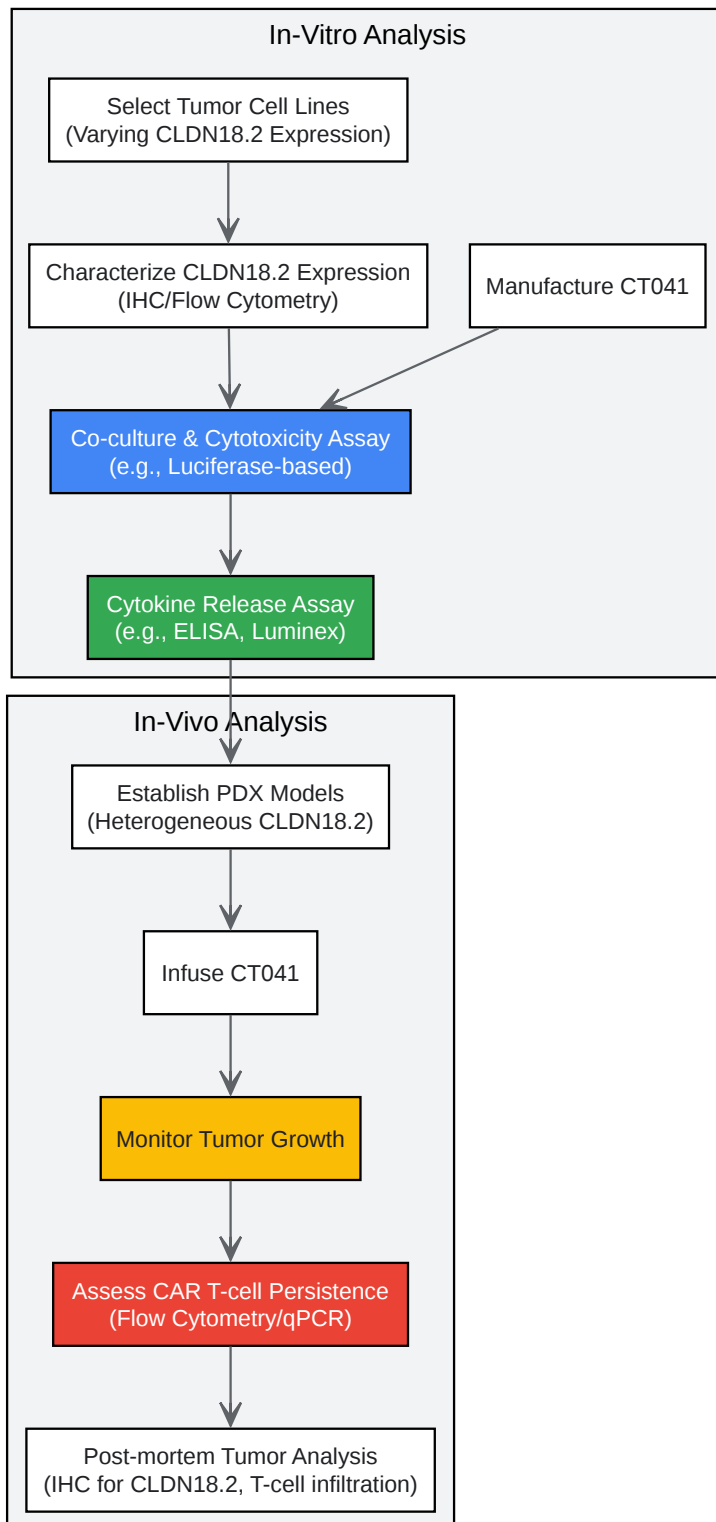 In-Vitro Analysis
Select Tumor Cell Lines
(Varying CLDN18.2 Expression)
Characterize CLDN18.2 Expression
(IHC/Flow Cytometry)
Manufacture CT041
Co-culture & Cytotoxicity Assay
(e.g., Luciferase-based)
Cytokine Release Assay
(e.g., ELISA, Luminex)
In-Vivo Analysis
Establish PDX Models
(Heterogeneous CLDN18.2)
Infuse CT041
Monitor Tumor Growth
Assess CAR T-cell Persistence
(Flow Cytometry/qPCR)
Post-mortem Tumor Analysis
(IHC for CLDN18.2, T-cell infiltration)